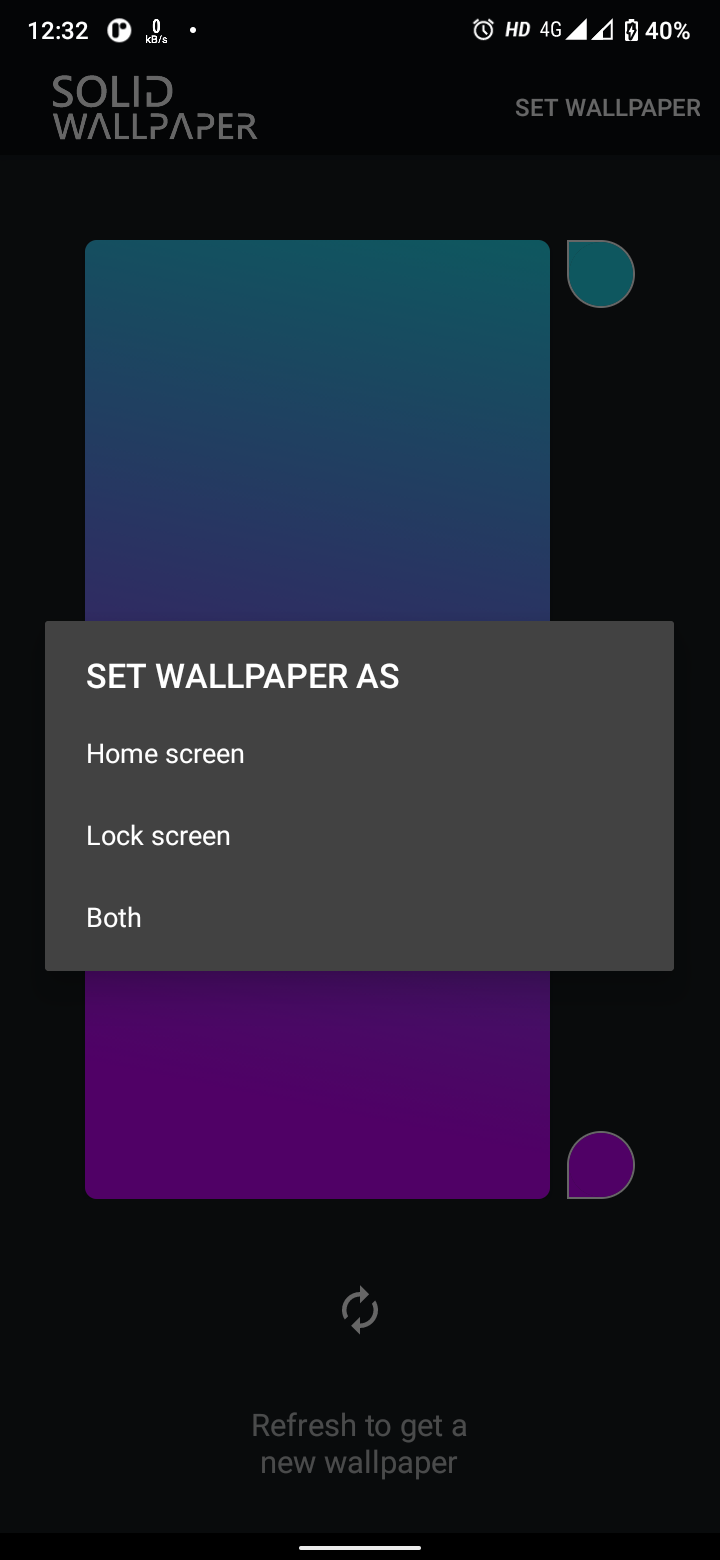 12:32
0
kB/s
HD
4G
40%
SOLID
WALLPAPER
SET WALLPAPER
SET WALLPAPER AS
Home screen
Lock screen
Both
Refresh to get a
new wallpaper